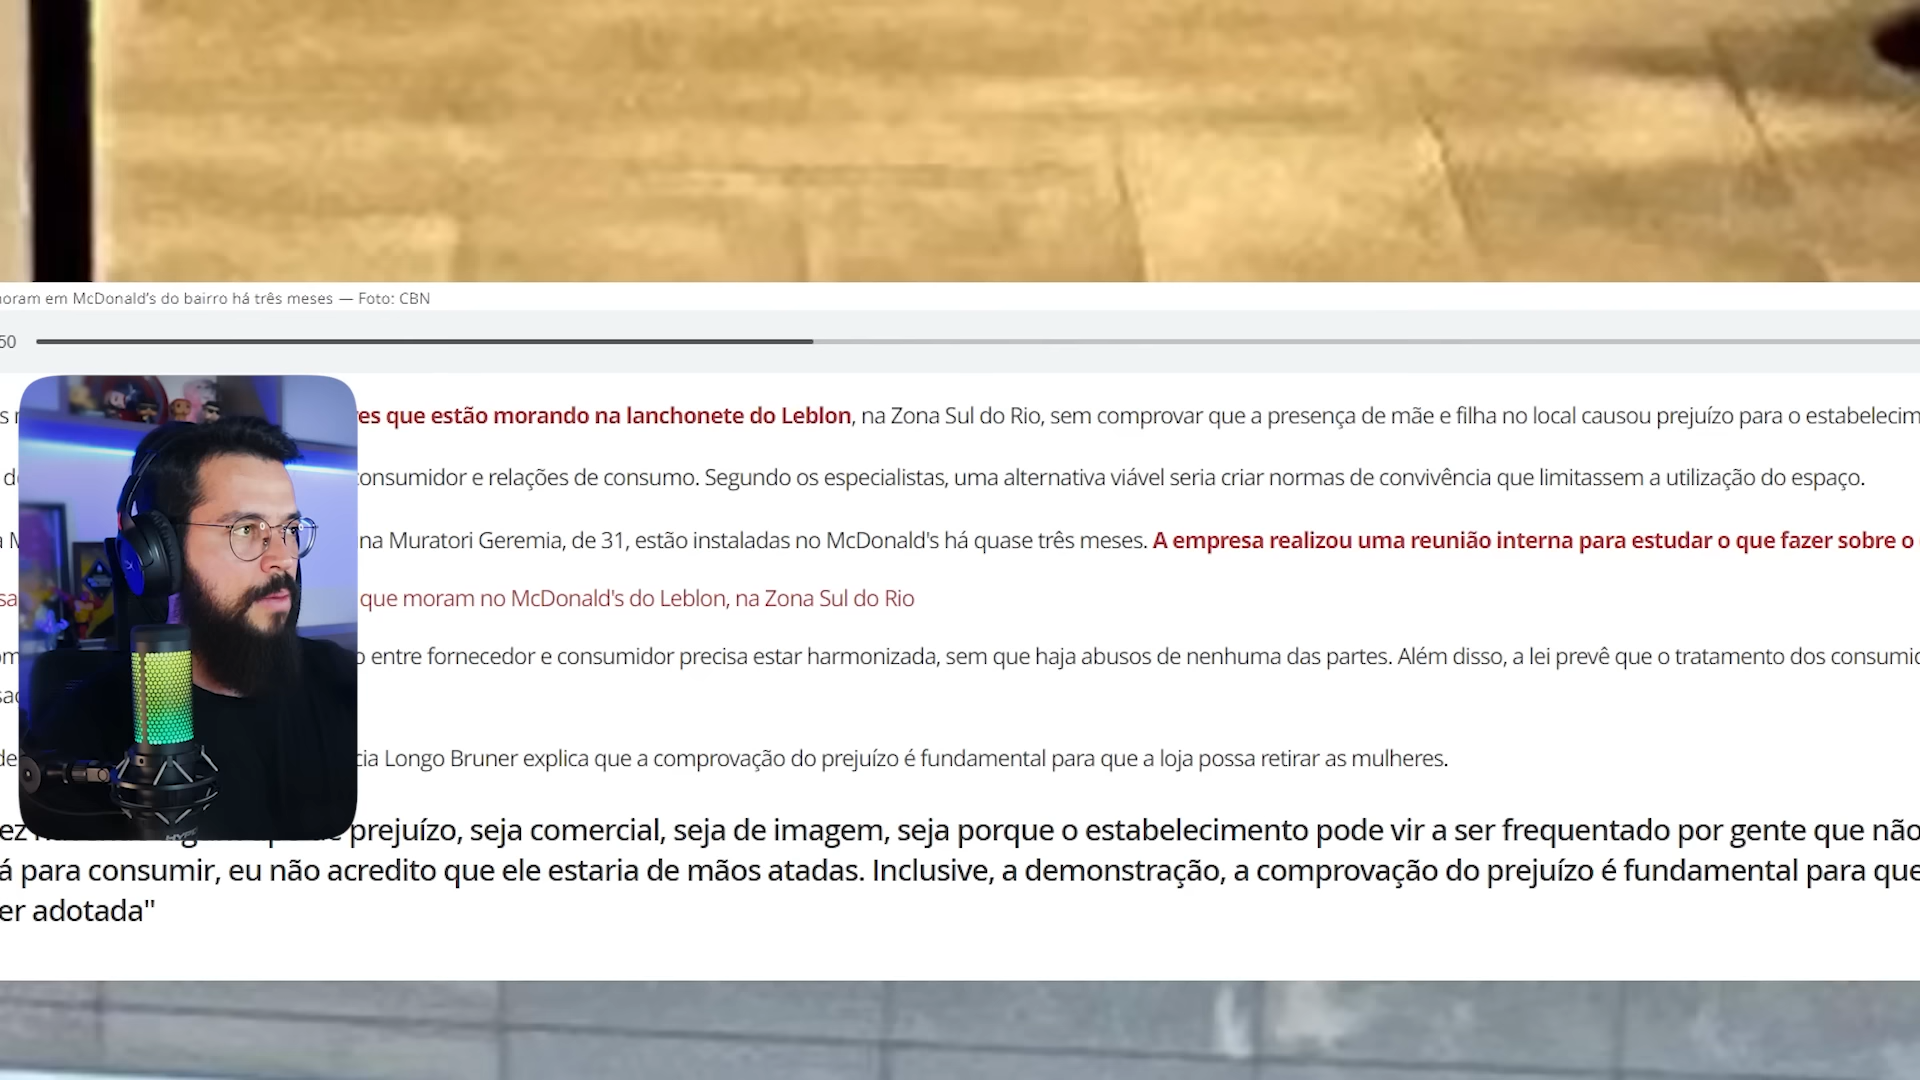 oram em McDonald's do bairro há três meses — Foto: CBN
50
es que estão morando na lanchonete do Leblon, na Zona Sul do Rio, sem comprovar que a presença de mãe e filha no local causou prejuízo para o estabelecim
onsumidor e relações de consumo. Segundo os especialistas, uma alternativa viável seria criar normas de convivência que limitassem a utilização do espaço.
na Muratori Geremia, de 31, estão instaladas no McDonald's há quase três meses. A empresa realizou uma reunião interna para estudar o que fazer sobre o
que moram no McDonald's do Leblon, na Zona Sul do Rio
entre fornecedor e consumidor precisa estar harmonizada, sem que haja abusos de nenhuma das partes. Além disso, a lei prevê que o tratamento dos consumid
cia Longo Bruner explica que a comprovação do prejuízo é fundamental para que a loja possa retirar as mulheres.
prejuízo, seja comercial, seja de imagem, seja porque o estabelecimento pode vir a ser frequentado por gente que não
á para consumir, eu não acredito que ele estaria de mãos atadas. Inclusive, a demonstração, a comprovação do prejuízo é fundamental para que
er adotada"